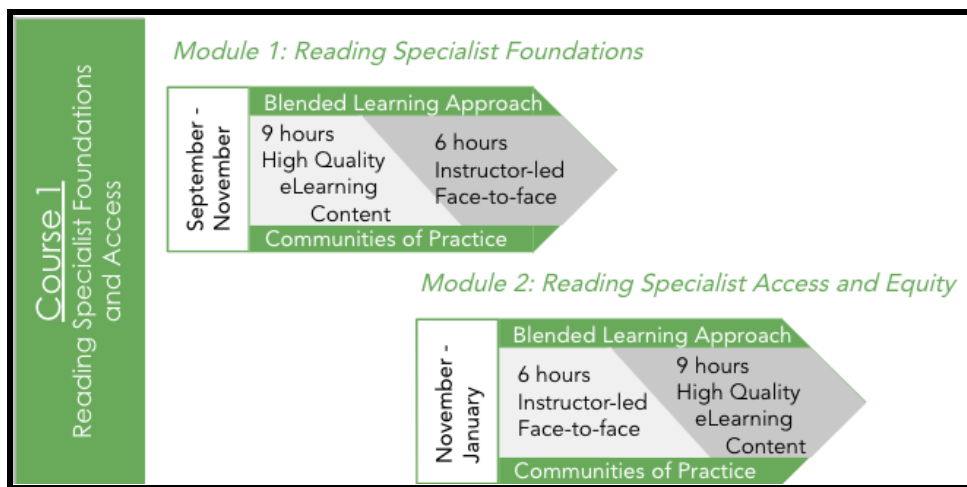 Course 1
Reading Specialist Foundations
and Access
Module 1: Reading Specialist Foundations
September -
November
Blended Learning Approach
9 hours
High Quality
eLearning
Content
6 hours
Instructor-led
Face-to-face
Communities of Practice
Module 2: Reading Specialist Access and Equity
November -
January
Blended Learning Approach
6 hours
Instructor-led
Face-to-face
9 hours
High Quality
eLearning
Content
Communities of Practice